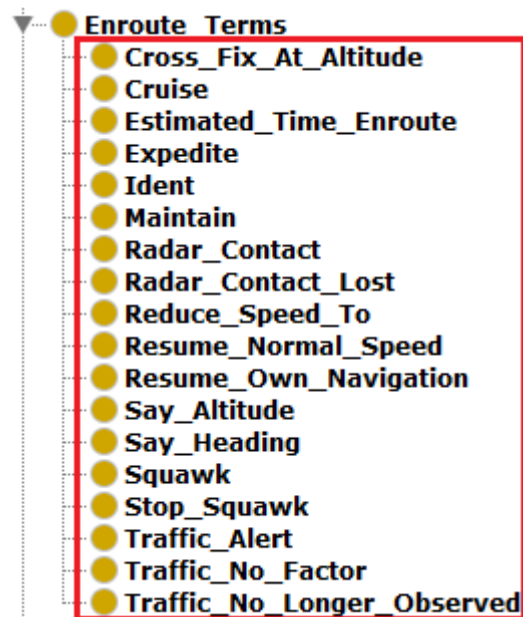 Enroute_Terms
Cross_Fix_At_Altitude
Cruise
Estimated_Time_Enroute
Expedite
Ident
Maintain
Radar_Contact
Radar_Contact_Lost
Reduce_Speed_To
Resume_Normal_Speed
Resume_Own_Navigation
Say_Altitude
Say_Heading
Squawk
Stop_Squawk
Traffic_Alert
Traffic_No_Factor
Traffic_No_Longer_Observed